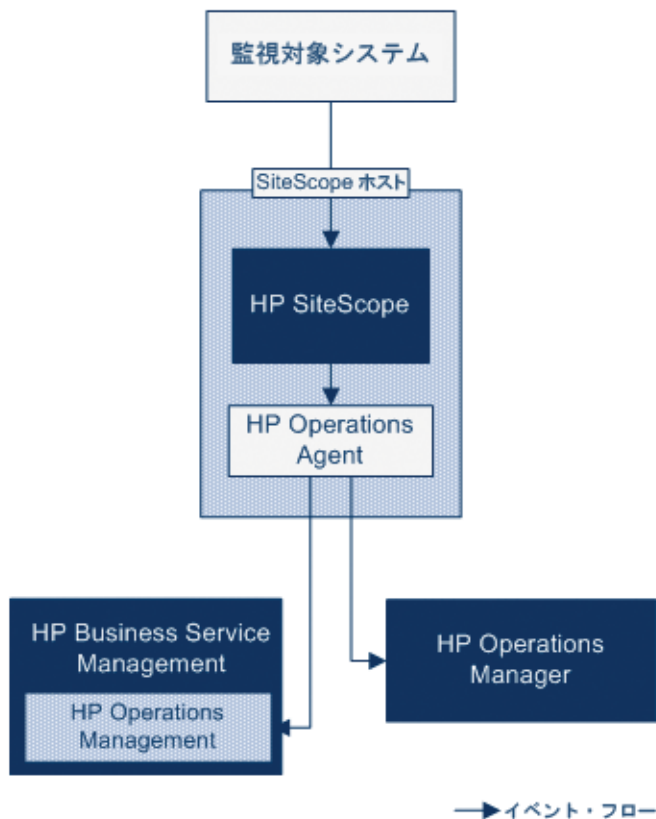 監視対象システム
SiteScope ホスト
HP SiteScope
HP Operations
Agent
HP Business Service
Management
HP Operations
Management
HP Operations
Manager
イベント・フロー